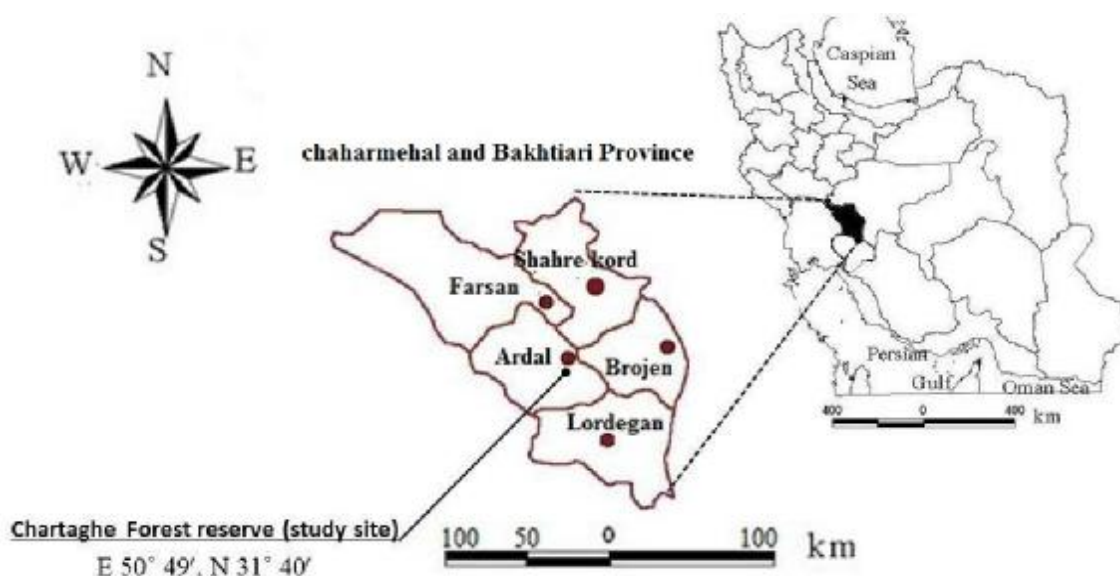 N
W E
S
chaharmehal and Bakhtiari Province
Caspian
Sea
Shahre kord
Farsan
Ardal
Brojen
Lordegan
Persian
Gulf
Oman Sea
400 0 400
km
Chartaghe Forest reserve (study site)
E 50° 49′, N 31° 40′
100 50 0 100
km